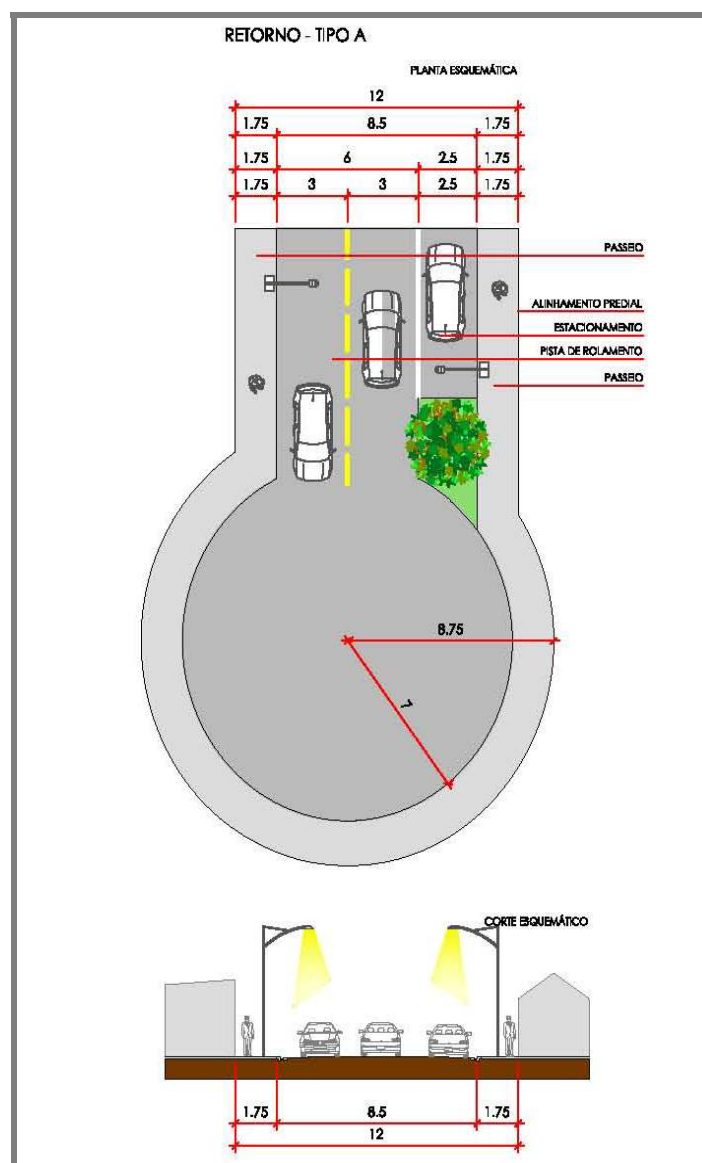 RETORNO - TIPO A
PLANTA ESQUEMÁTICA
12
1.75 8.5 1.75
1.75 6 2.5 1.75
1.75 3 3 2.5 1.75
PASSEO
ALINHAMENTO PREDIAL
ESTACIONAMENTO
PISTA DE ROLAMENTO
PASSEO
8.75
7
CORTE ESQUEMÁTICO
1.75 8.5 1.75
12